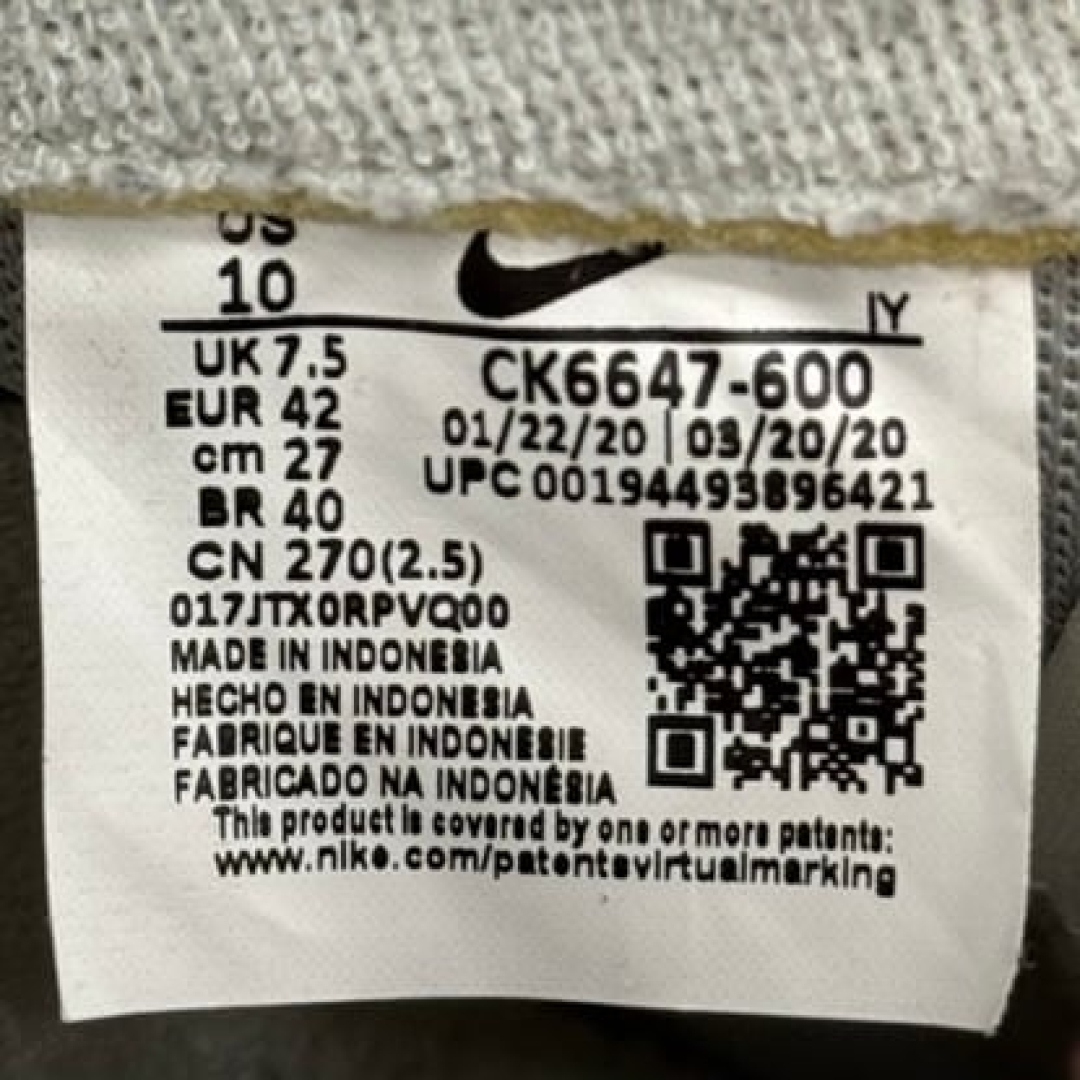 US
10
IY
UK 7.5
EUR 42
cm 27
BR 40
CN 270(2.5)
CK6647-600
01/22/20 | 03/20/20
UPC 00194493896421
017JTX0RPVQ00
MADE IN INDONESIA
HECHO EN INDONESIA
FABRIQUE EN INDONESIE
FABRICADO NA INDONÉSIA
This product is covered by one or more patents:
www.nike.com/patentsvirtualmarking